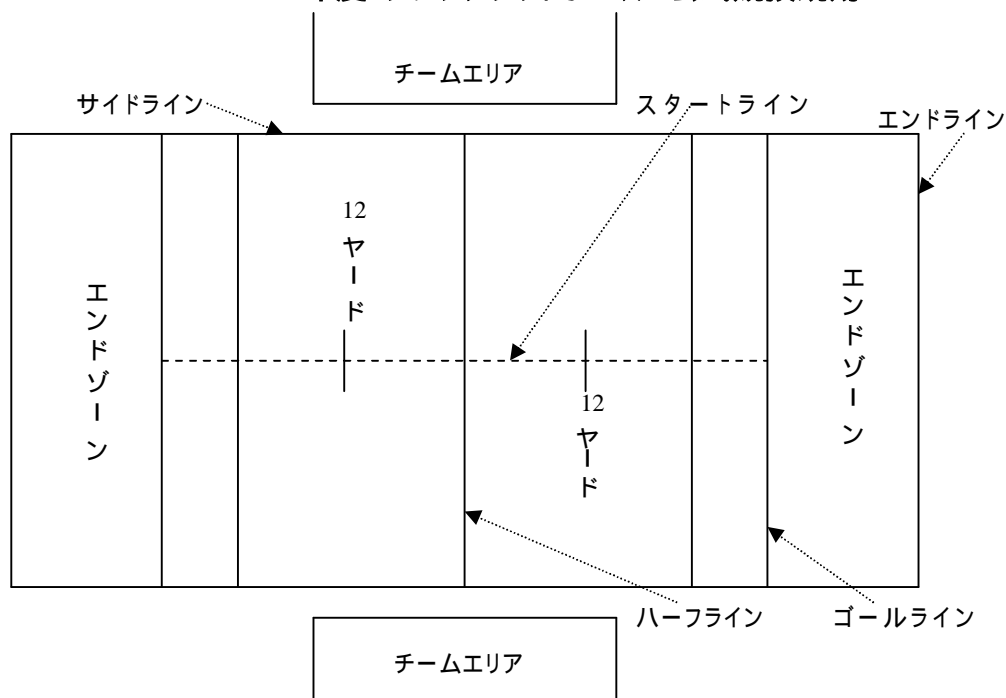 チームエリア
サイドライン
スタートライン
エンドライン
12
ヤード
エンドゾーン
エンドゾーン
12
ヤード
ハーフライン
ゴールライン
チームエリア